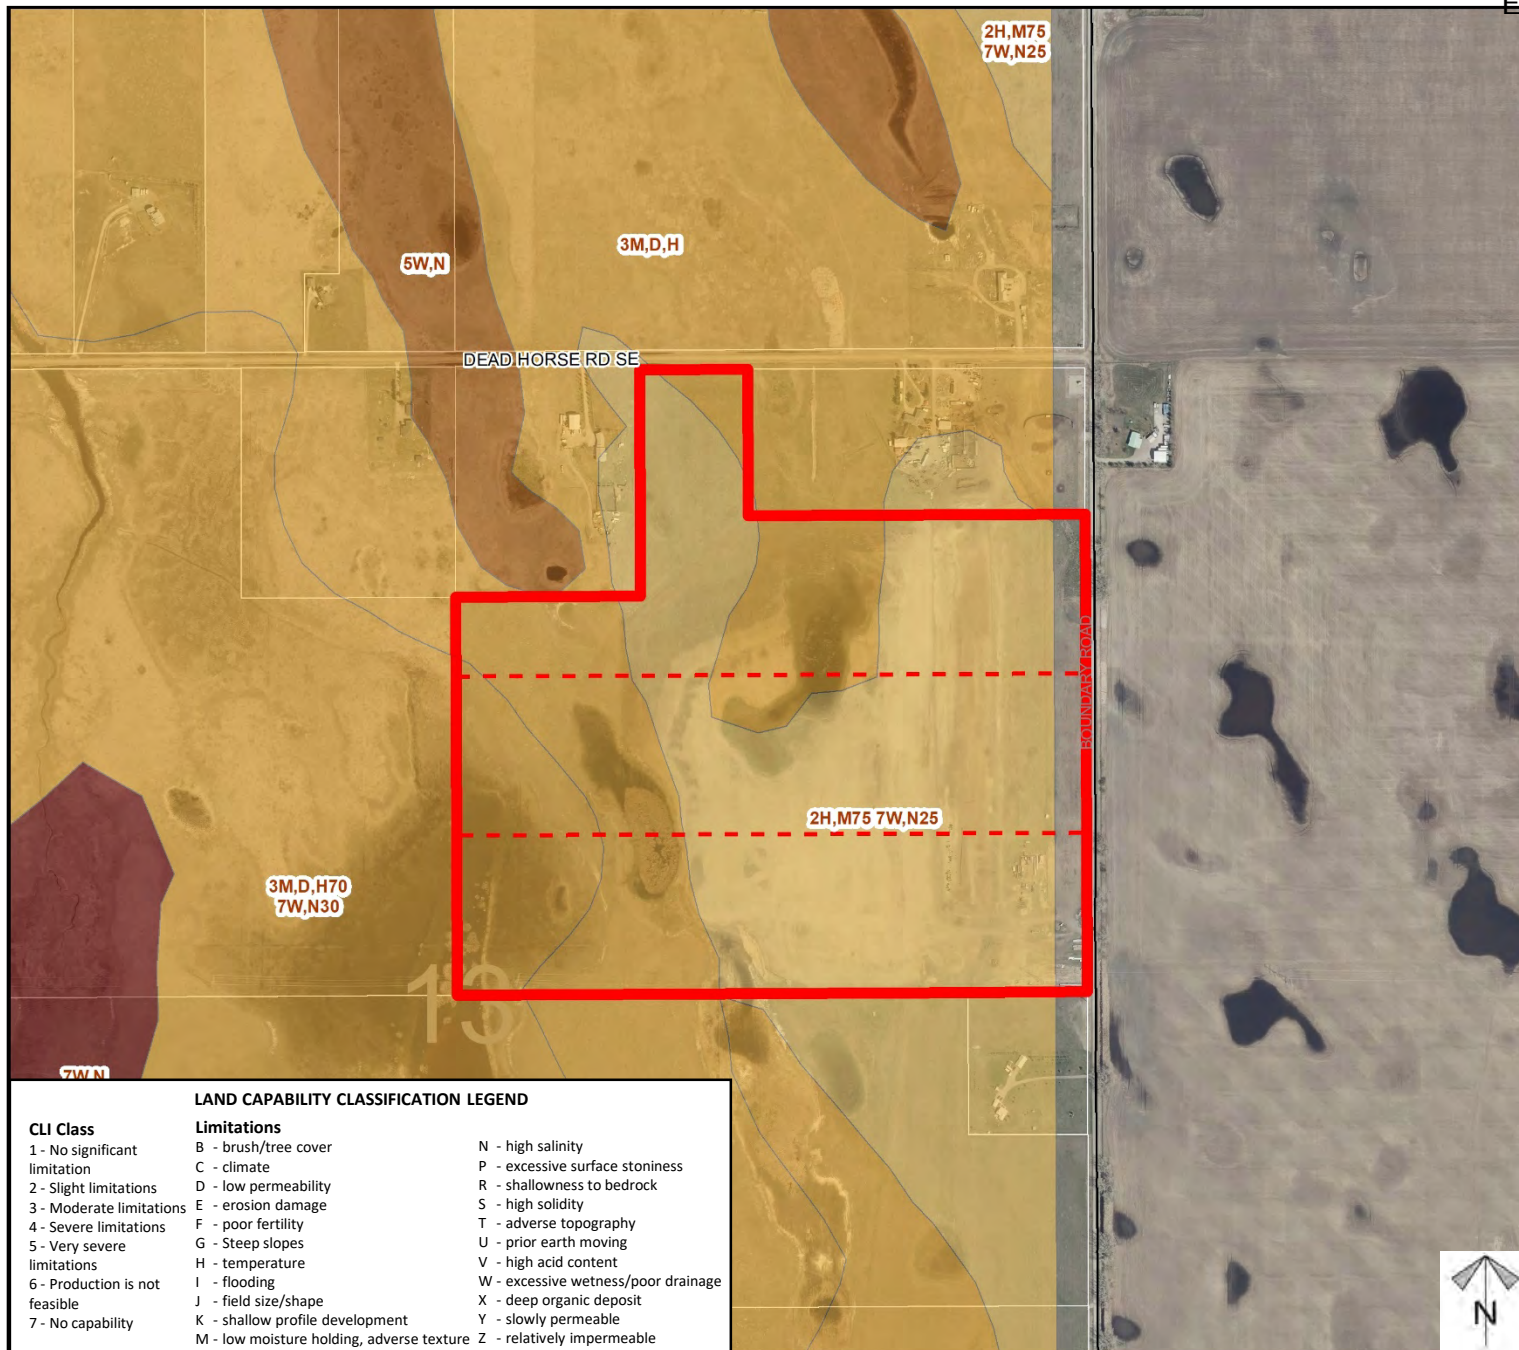 E
2H,M75
7W,N25
3M,D,H
5W,N
DEAD HORSE RD SE
BOUNDARY ROAD
2H,M75 7W,N25
3M,D,H70
7W,N30
13
7W,N
LAND CAPABILITY CLASSIFICATION LEGEND
CLI Class
1 - No significant
limitation
2 - Slight limitations
3 - Moderate limitations
4 - Severe limitations
5 - Very severe
limitations
6 - Production is not
feasible
7 - No capability
Limitations
B - brush/tree cover
C - climate
D - low permeability
E - erosion damage
F - poor fertility
G - Steep slopes
H - temperature
I - flooding
J - field size/shape
K - shallow profile development
M - low moisture holding, adverse texture
N - high salinity
P - excessive surface stoniness
R - shallowness to bedrock
S - high solidity
T - adverse topography
U - prior earth moving
V - high acid content
W - excessive wetness/poor drainage
X - deep organic deposit
Y - slowly permeable
Z - relatively impermeable
N